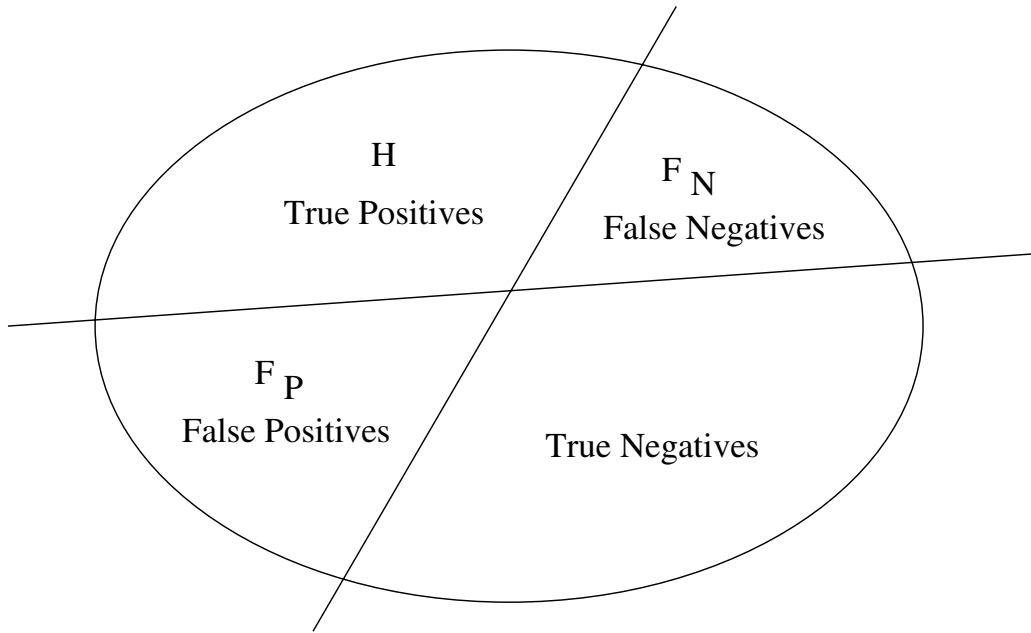 H
True Positives
F N
False Negatives
F P
False Positives
True Negatives